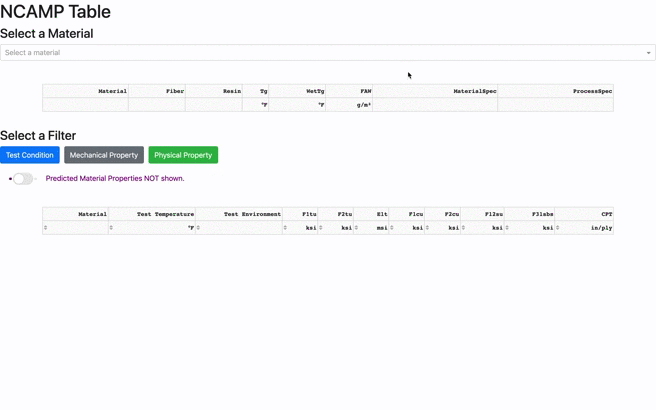 NCAMP Table
Select a Material
Select a material
Material Fiber Resin Tg WetTg FAW MaterialSpec ProcessSpec
°F °F g/m²
Select a Filter
Test Condition Mechanical Property Physical Property
Predicted Material Properties NOT shown.
Material Test Temperature Test Environment F1tu F2tu E1t F1cu F2cu F12su F31sbs CPT
°F ksi ksi msi ksi ksi ksi ksi in/ply